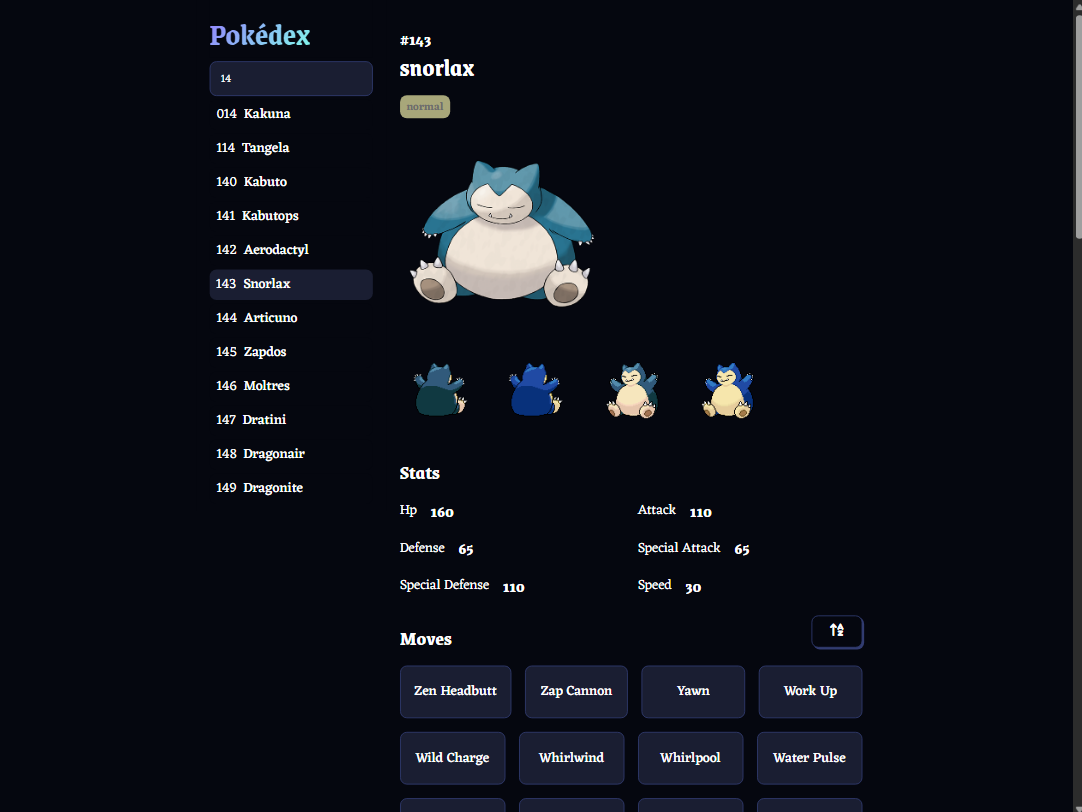 Pokédex
14
014 Kakuna
114 Tangela
140 Kabuto
141 Kabutops
142 Aerodactyl
143 Snorlax
144 Articuno
145 Zapdos
146 Moltres
147 Dratini
148 Dragonair
149 Dragonite
#143
snorlax
normal
Stats
Hp 160
Attack 110
Defense 65
Special Attack 65
Special Defense 110
Speed 30
Moves
Zen Headbutt
Zap Cannon
Yawn
Work Up
Wild Charge
Whirlwind
Whirlpool
Water Pulse